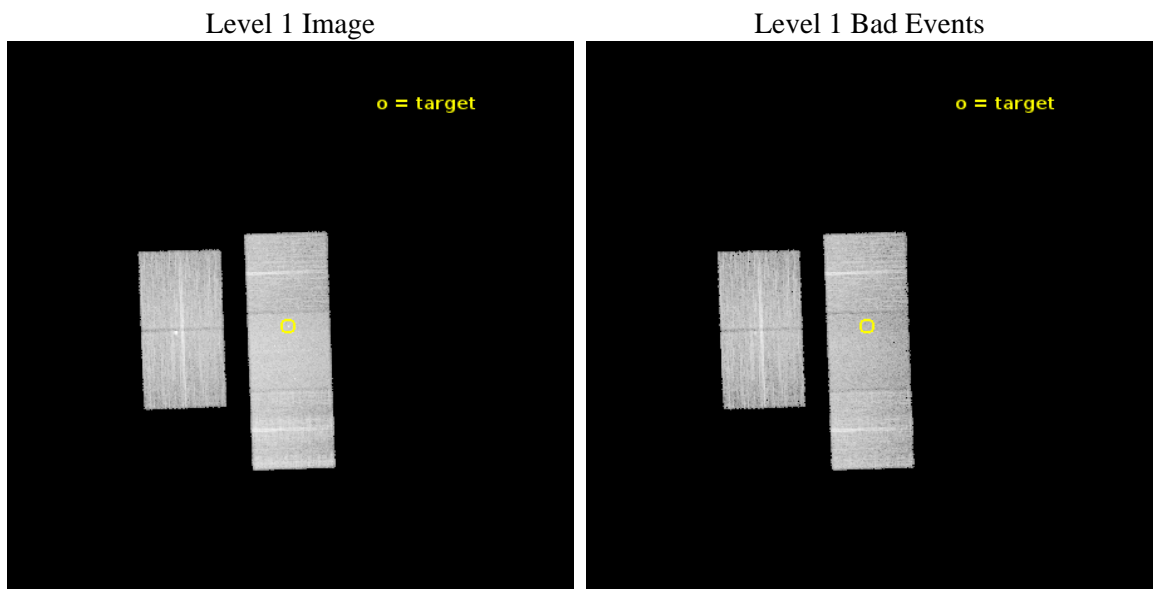 Level 1 Image
Level 1 Bad Events
o = target
o = target